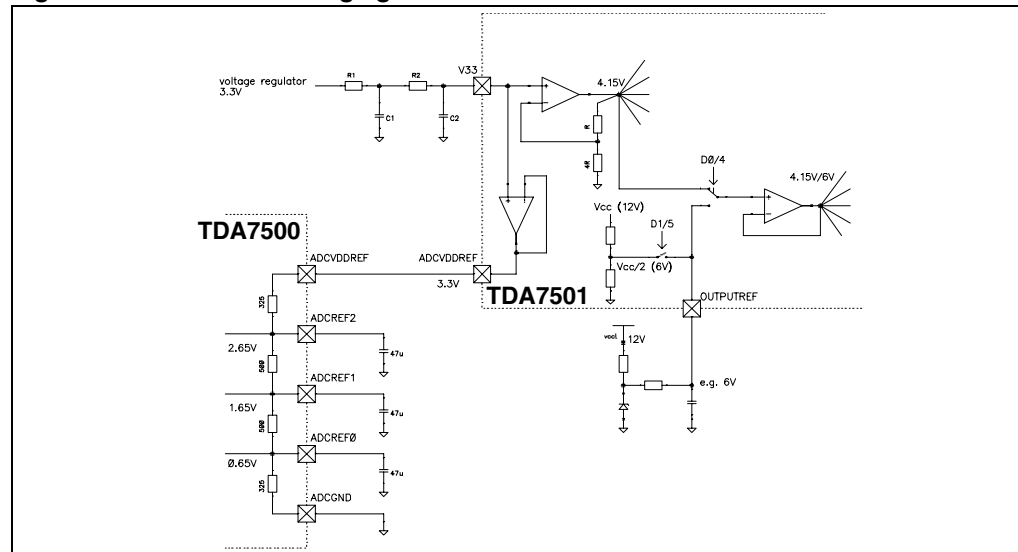 voltage regulator
3.3V
R1
R2
V33
C1
C2
4.15V
R
4R
DØ/4
4.15V/6V
Vcc (12V)
D1/5
Vcc/2 (6V)
TDA7500
ADCVDDREF
ADCVDDREF
3.3V
TDA7501
OUTPUTREF
325
ADCREF2
2.65V
47u
500
12V
e.g. 6V
ADCREF1
1.65V
47u
500
ADCREFØ
Ø.65V
47u
325
ADCGND